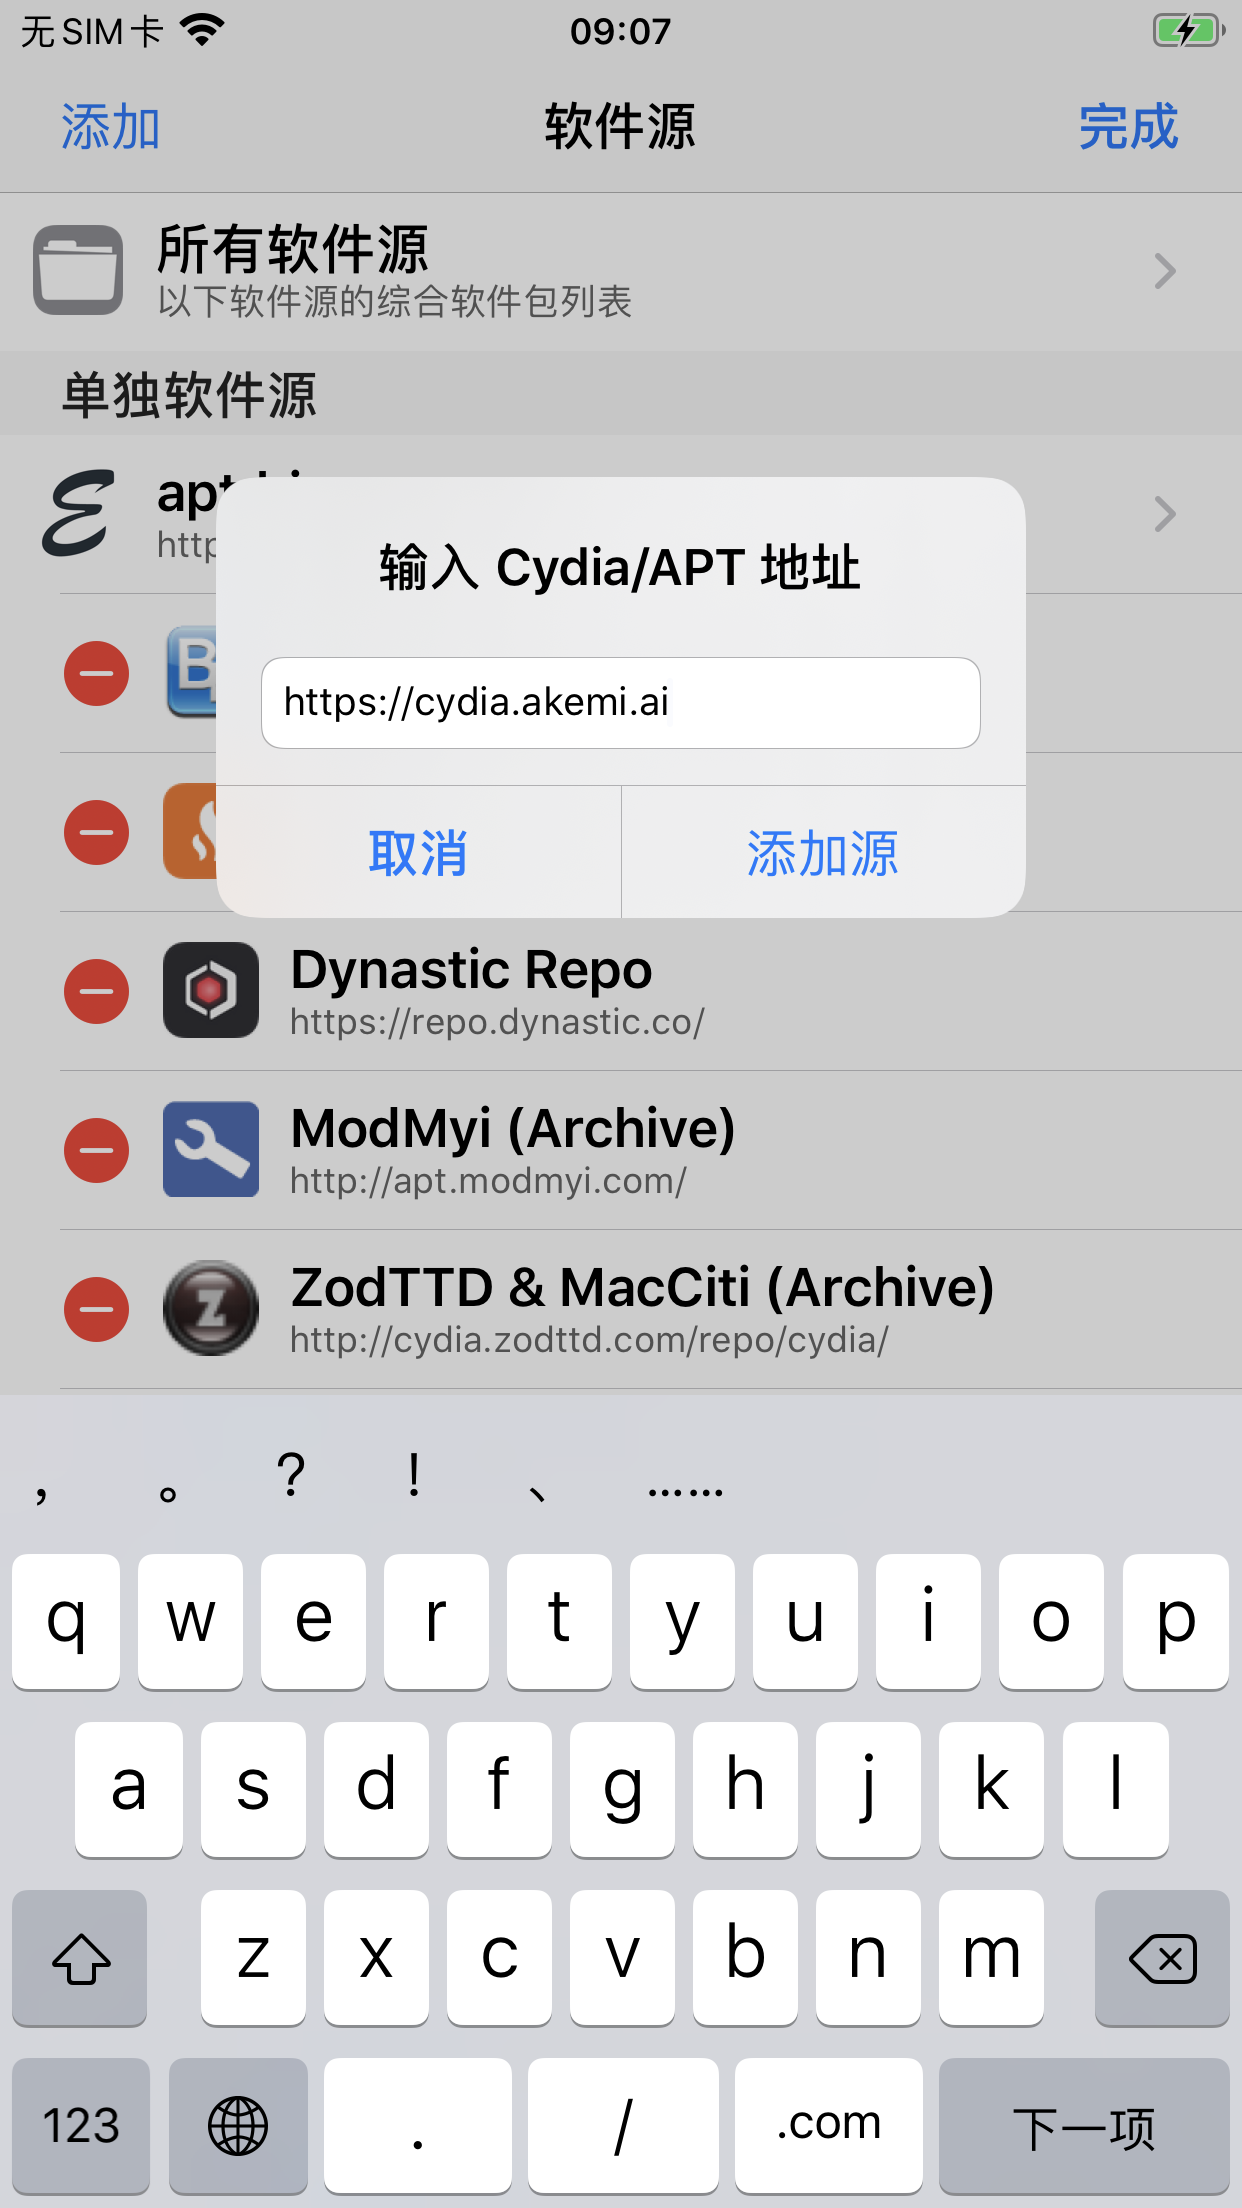 无 SIM 卡
09:07
添加
软件源
完成
所有软件源
以下软件源的综合软件包列表
单独软件源
输入 Cydia/APT 地址
https://cydia.akemi.ai
取消
添加源
Dynastic Repo
https://repo.dynastic.co/
ModMyi (Archive)
http://apt.modmyi.com/
ZodTTD & MacCiti (Archive)
http://cydia.zodttd.com/repo/cydia/
， 。 ? ! 、 ……
q w e r t y u i o p
a s d f g h j k l
z x c v b n m
123 . / .com 下一项